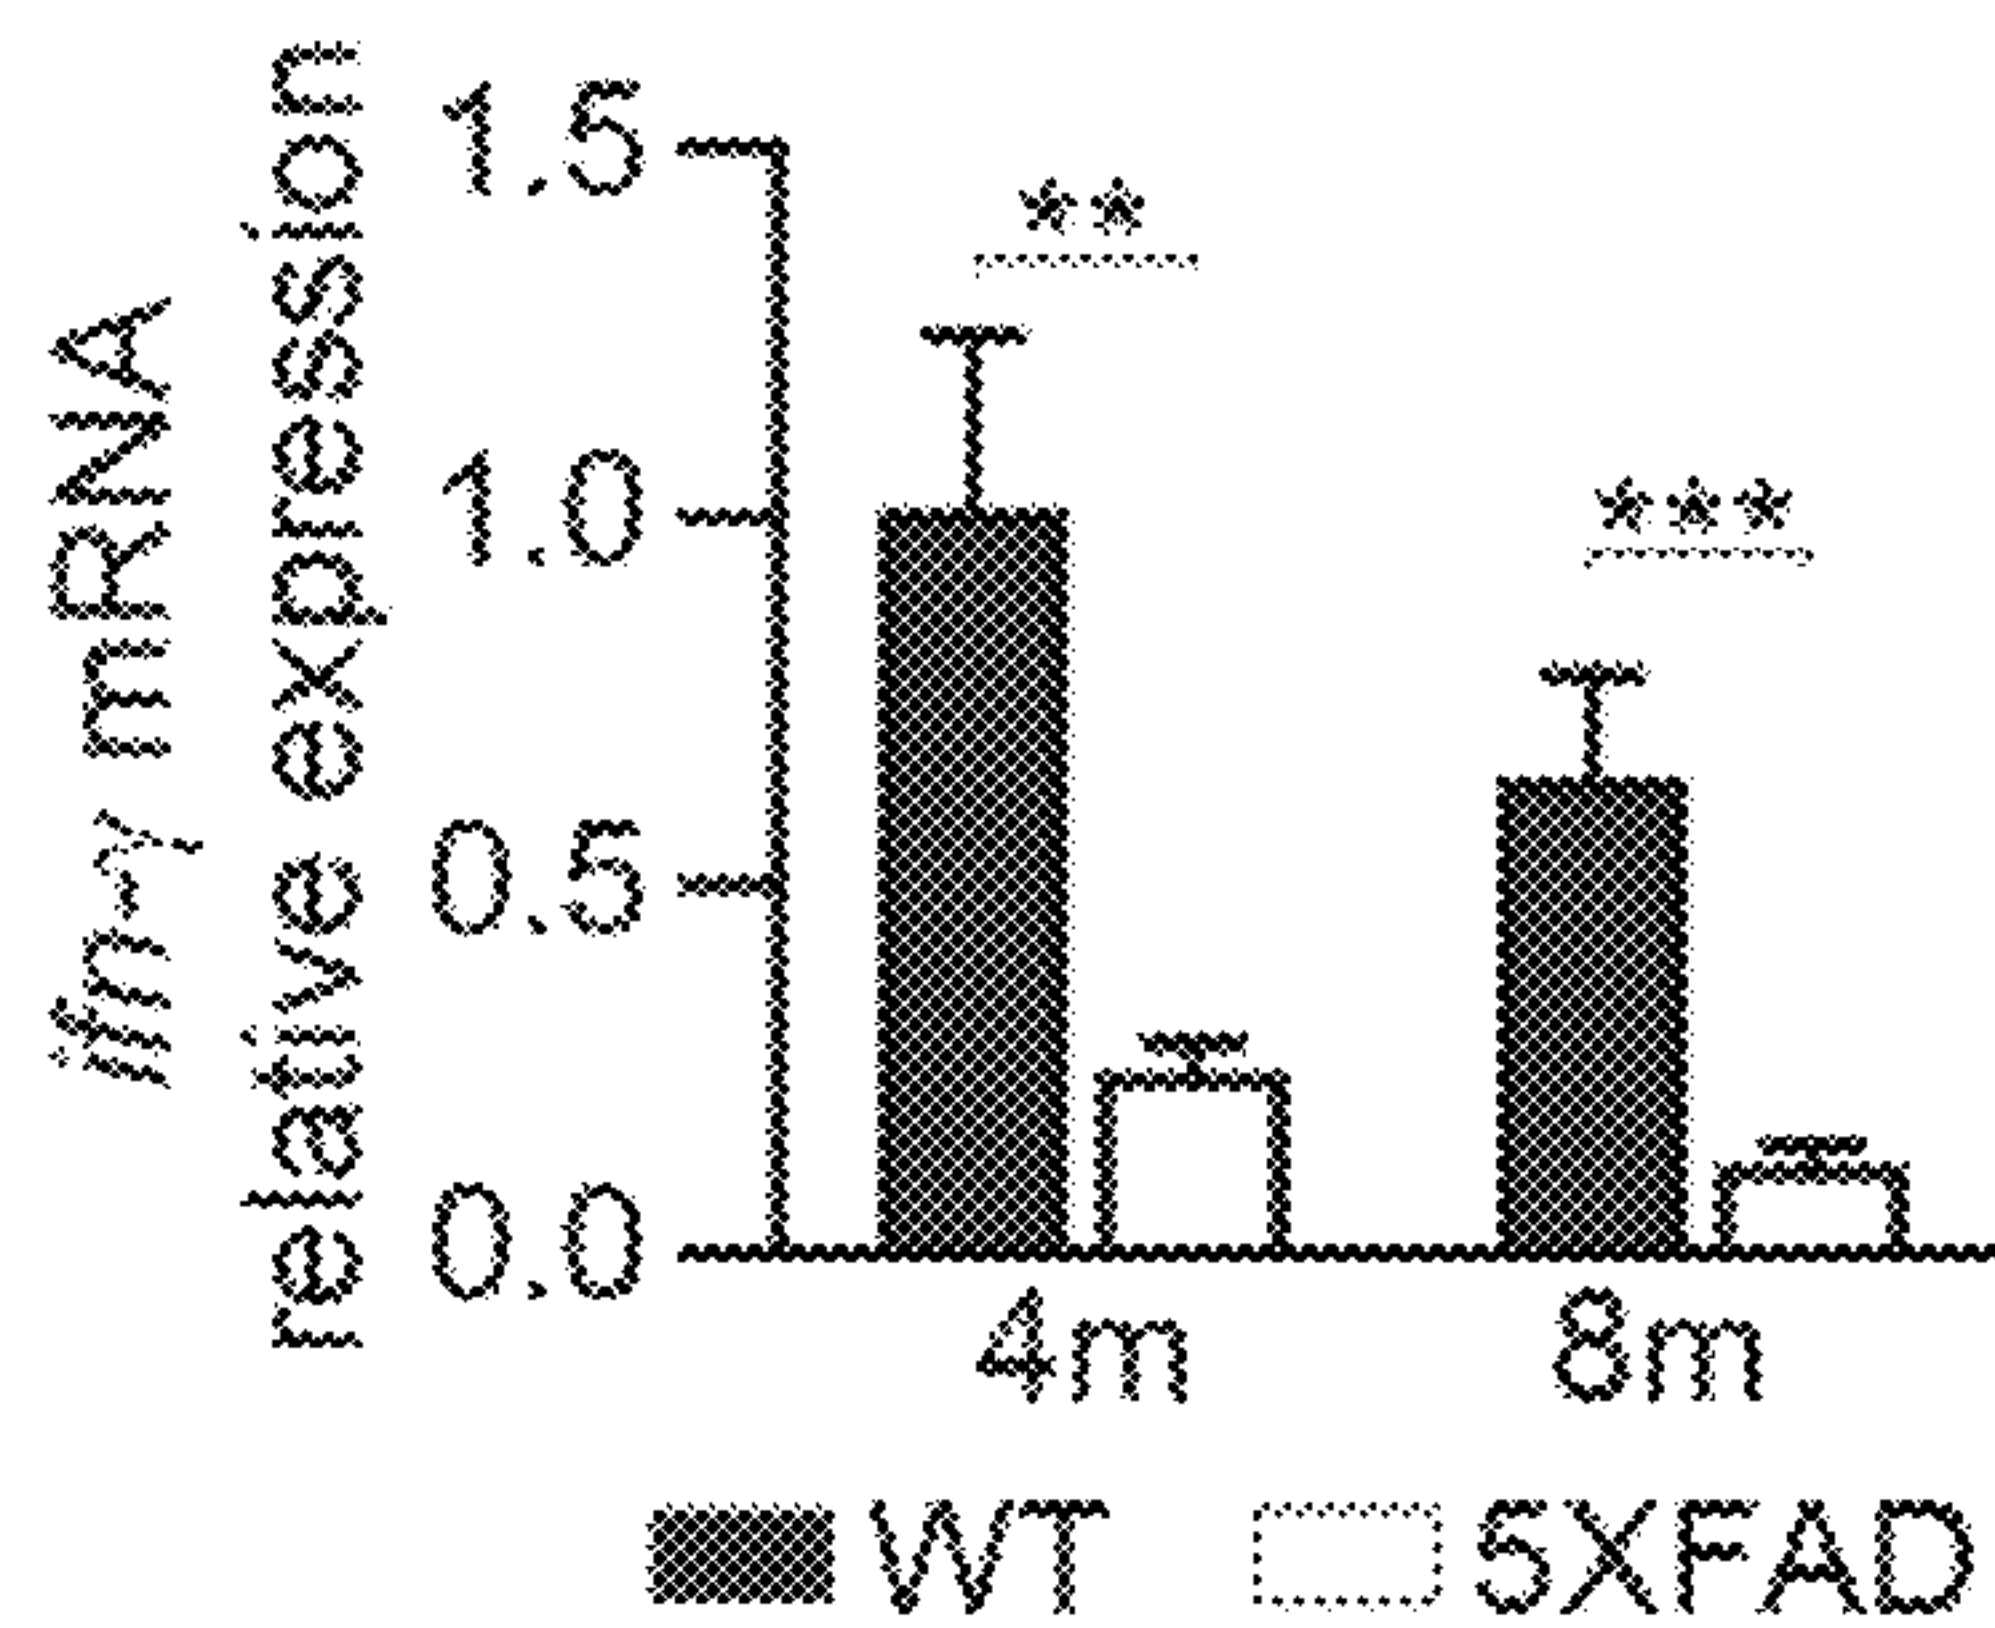 ifn-γ mRNA
relative expression
1.5
1.0
0.5
0.0
**
***
4m
8m
WT
5XFAD